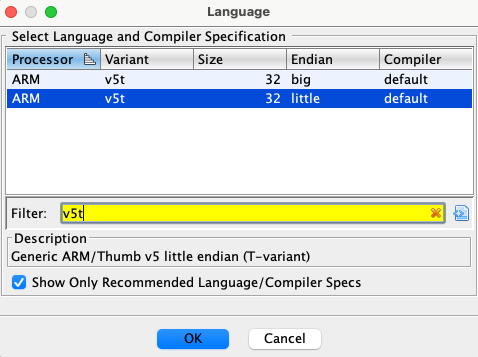 Language
Select Language and Compiler Specification
Processor Variant Size Endian Compiler
ARM v5t 32 big default
ARM v5t 32 little default
Filter: v5t
Description
Generic ARM/Thumb v5 little endian (T-variant)
Show Only Recommended Language/Compiler Specs
OK Cancel